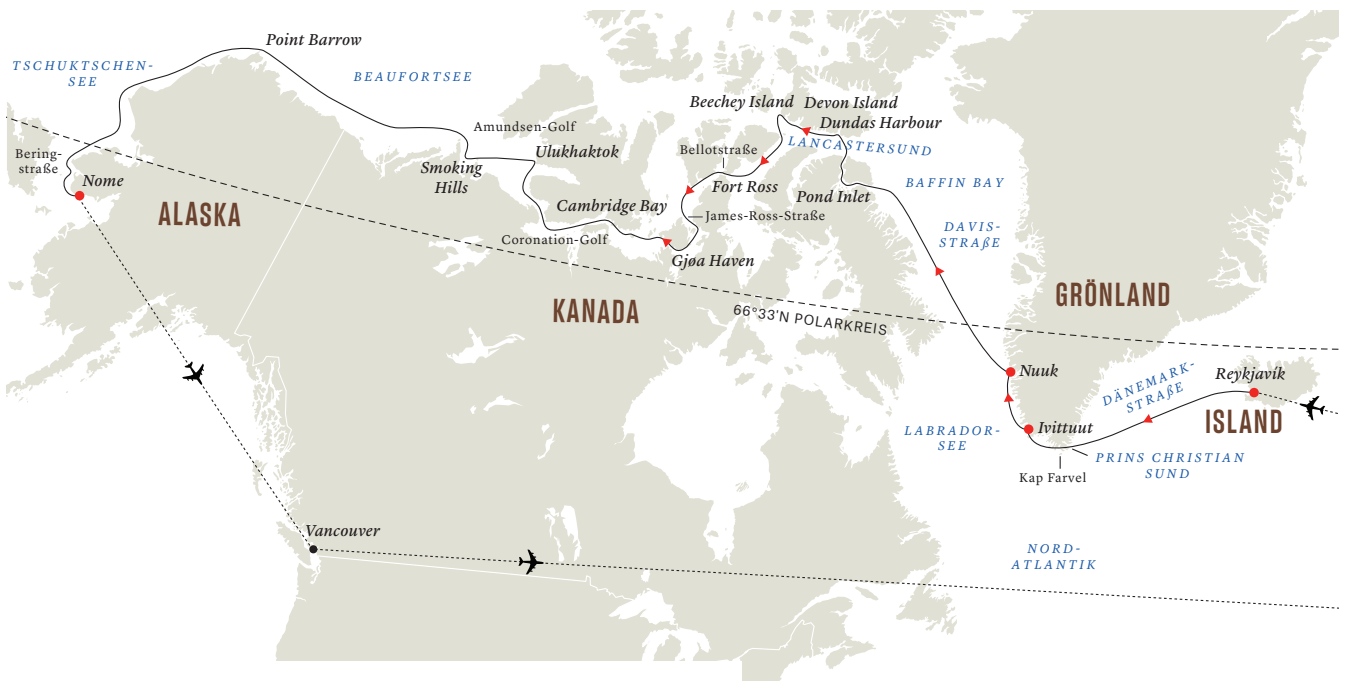 Point Barrow
TSCHUKTSCHEN-
SEE
BEAUFORTSEE
Beechey Island
Devon Island
Dundas Harbour
Amundsen-Golf
LANCASTERSUND
Bering-
straße
Bellotstraße
Ulukhaktok
Smoking
Hills
Nome
Fort Ross
Pond Inlet
BAFFIN BAY
ALASKA
Cambridge Bay
James-Ross-Straße
Coronation-Golf
DAVIS-
STRAßE
Gjøa Haven
GRÖNLAND
KANADA
66°33'N POLARKREIS
Nuuk
DÄNEMARK-
STRAßE
Reykjavík
ISLAND
LABRADOR-
SEE
Ivittuut
PRINS CHRISTIAN
SUND
Kap Farvel
Vancouver
NORD-
ATLANTIK